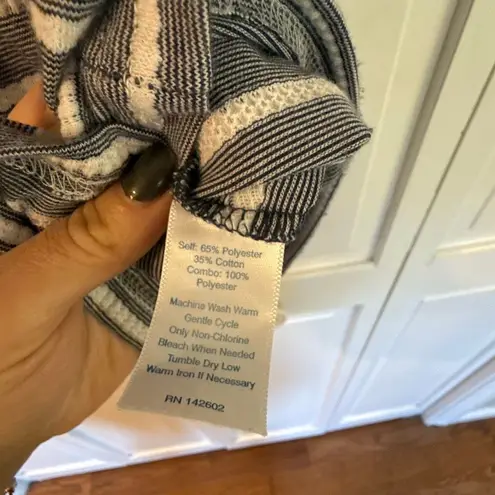 Self: 65% Polyester
35% Cotton
Combo: 100%
Polyester
Machine Wash Warm
Gentle Cycle
Only Non-Chlorine
Bleach When Needed
Tumble Dry Low
Warm Iron If Necessary
RN 142602